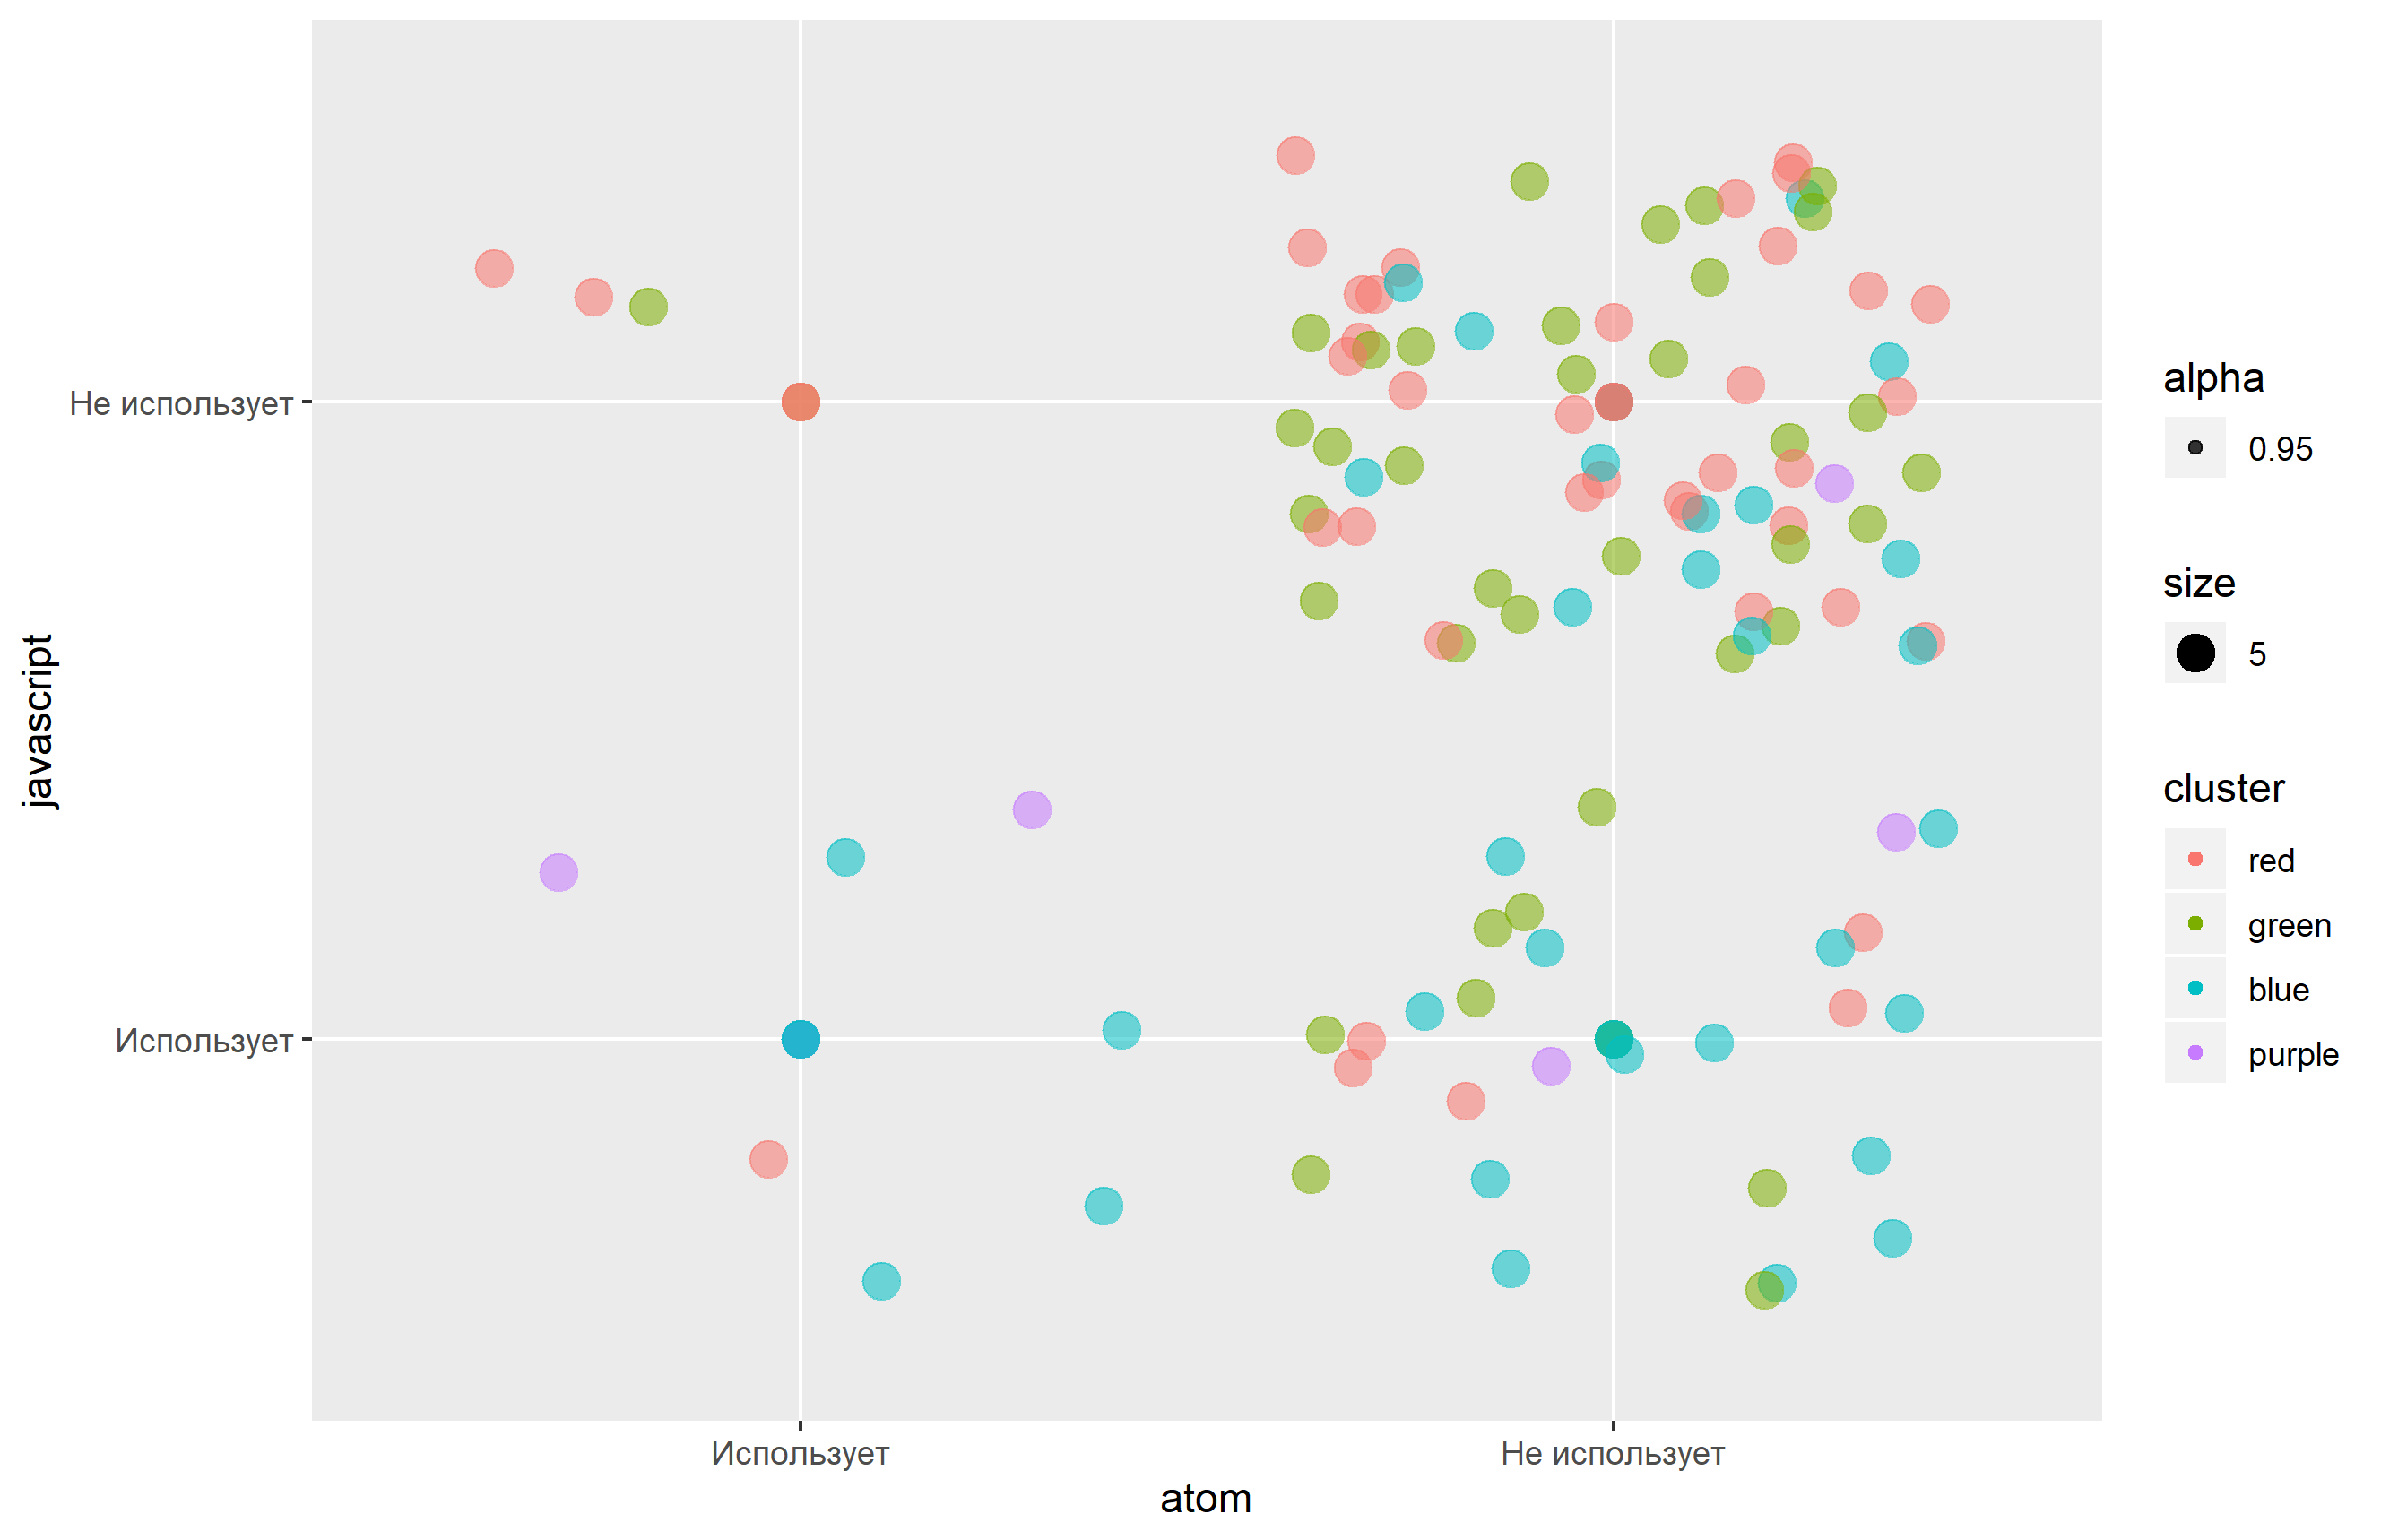 javascript
Не использует
Использует
Использует
Не использует
atom
alpha
0.95
size
5
cluster
red
green
blue
purple